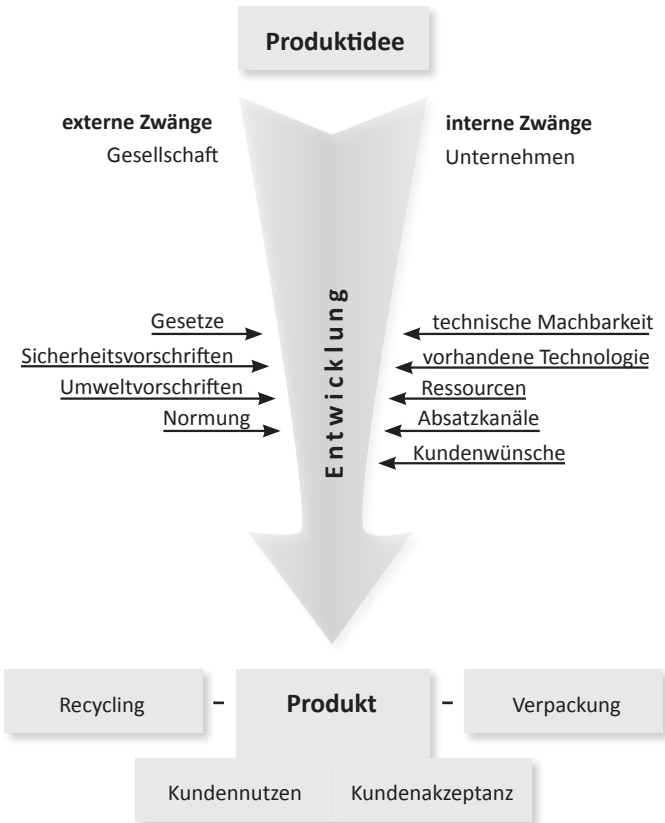 Produktidee
externe Zwänge
Gesellschaft
interne Zwänge
Unternehmen
Entwicklung
Gesetze
Sicherheitsvorschriften
Umweltvorschriften
Normung
technische Machbarkeit
vorhandene Technologie
Ressourcen
Absatzkanäle
Kundenwünsche
Recycling – Produkt – Verpackung
Kundennutzen Kundenakzeptanz